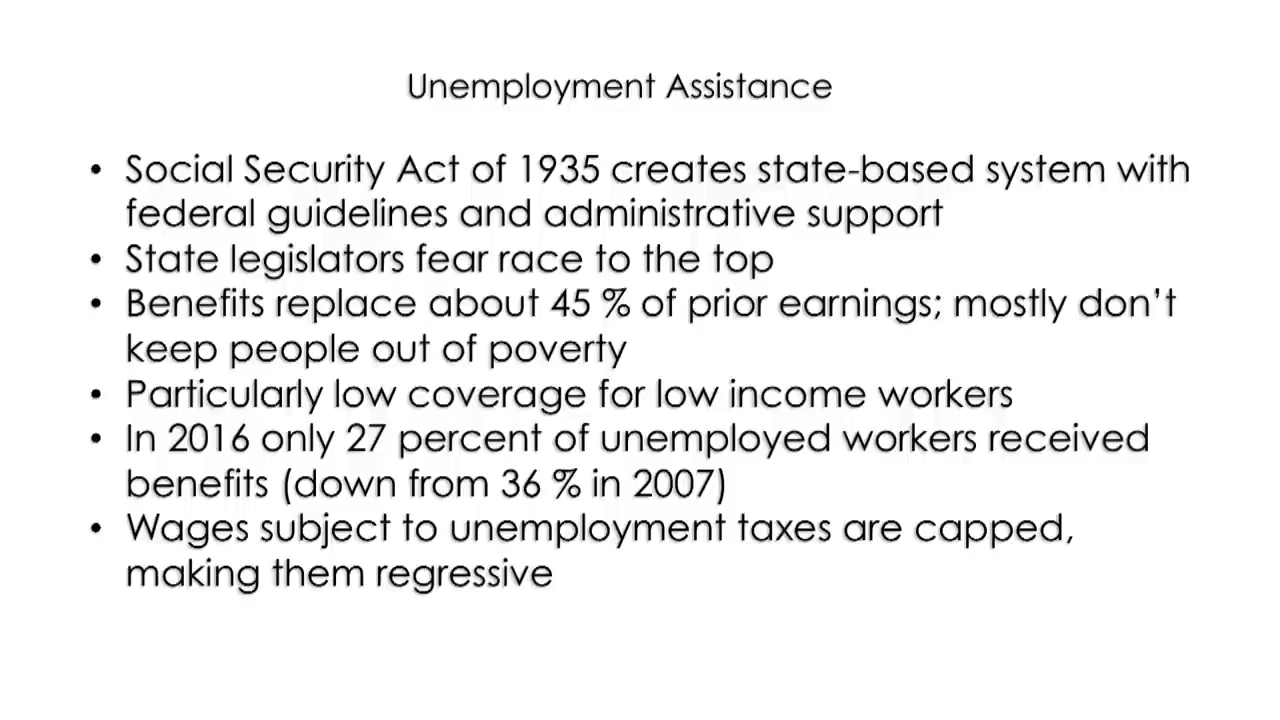 Unemployment Assistance
• Social Security Act of 1935 creates state-based system with
federal guidelines and administrative support
• State legislators fear race to the top
• Benefits replace about 45 % of prior earnings; mostly don’t
keep people out of poverty
• Particularly low coverage for low income workers
• In 2016 only 27 percent of unemployed workers received
benefits (down from 36 % in 2007)
• Wages subject to unemployment taxes are capped,
making them regressive